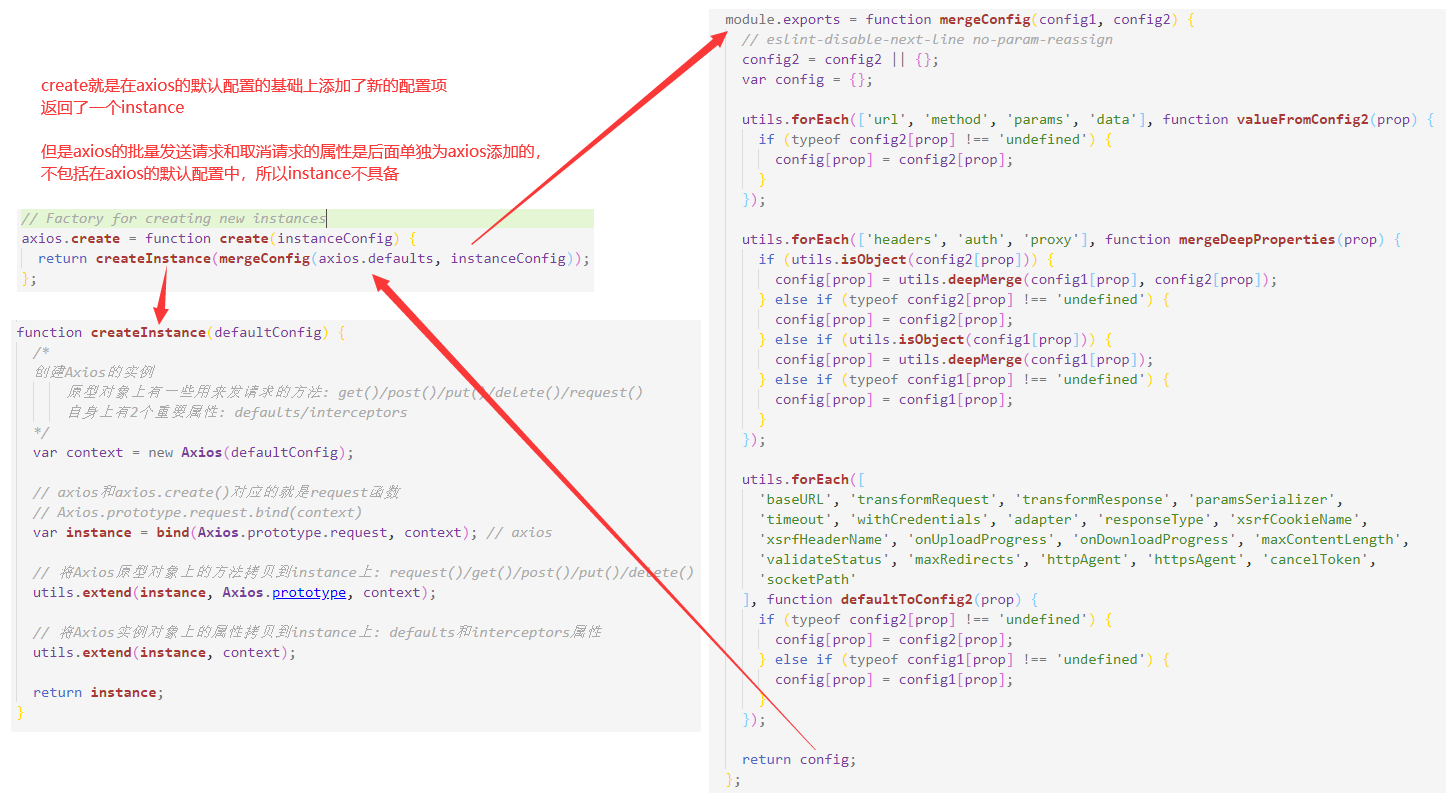 create就是在axios的默认配置的基础上添加了新的配置项
返回了一个instance
但是axios的批量发送请求和取消请求的属性是后面单独为axios添加的,
不包括在axios的默认配置中，所以instance不具备
// Factory for creating new instances
axios.create = function create(instanceConfig) {
  return createInstance(mergeConfig(axios.defaults, instanceConfig));
};
function createInstance(defaultConfig) {
  /*
  创建Axios的实例
      原型对象上有一些用来发请求的方法: get()/post()/put()/delete()/request()
      自身上有2个重要属性: defaults/interceptors
  */
  var context = new Axios(defaultConfig);
  // axios和axios.create()对应的就是request函数
  // Axios.prototype.request.bind(context)
  var instance = bind(Axios.prototype.request, context); // axios
  // 将Axios原型对象上的方法拷贝到instance上: request()/get()/post()/put()/delete()
  utils.extend(instance, Axios.prototype, context);
  // 将Axios实例对象上的属性拷贝到instance上: defaults和interceptors属性
  utils.extend(instance, context);
  return instance;
}
module.exports = function mergeConfig(config1, config2) {
  // eslint-disable-next-line no-param-reassign
  config2 = config2 || {};
  var config = {};
  utils.forEach(['url', 'method', 'params', 'data'], function valueFromConfig2(prop) {
    if (typeof config2[prop] !== 'undefined') {
      config[prop] = config2[prop];
    }
  });
  utils.forEach(['headers', 'auth', 'proxy'], function mergeDeepProperties(prop) {
    if (utils.isObject(config2[prop])) {
      config[prop] = utils.deepMerge(config1[prop], config2[prop]);
    } else if (typeof config2[prop] !== 'undefined') {
      config[prop] = config2[prop];
    } else if (utils.isObject(config1[prop])) {
      config[prop] = utils.deepMerge(config1[prop]);
    } else if (typeof config1[prop] !== 'undefined') {
      config[prop] = config1[prop];
    }
  });
  utils.forEach([
    'baseURL', 'transformRequest', 'transformResponse', 'paramsSerializer',
    'timeout', 'withCredentials', 'adapter', 'responseType', 'xsrfCookieName',
    'xsrfHeaderName', 'onUploadProgress', 'onDownloadProgress', 'maxContentLength',
    'validateStatus', 'maxRedirects', 'httpAgent', 'httpsAgent', 'cancelToken',
    'socketPath'
  ], function defaultToConfig2(prop) {
    if (typeof config2[prop] !== 'undefined') {
      config[prop] = config2[prop];
    } else if (typeof config1[prop] !== 'undefined') {
      config[prop] = config1[prop];
    }
  });
  return config;
};